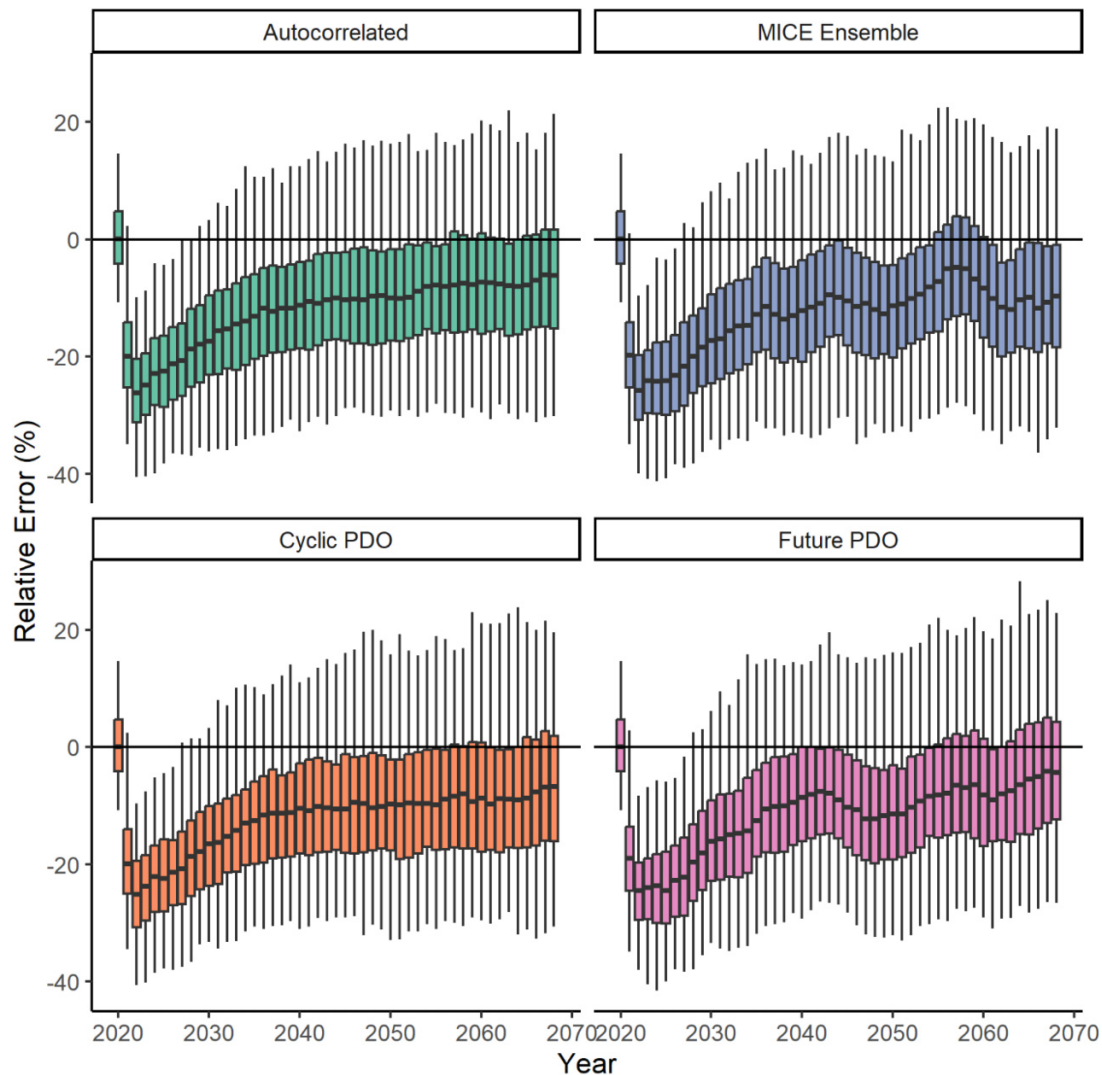 Autocorrelated MICE Ensemble
20
0
-20
-40
Relative Error (%)
Cyclic PDO Future PDO
20
0
-20
-40
2020 2030 2040 2050 2060 2070 2020 2030 2040 2050 2060 2070
Year